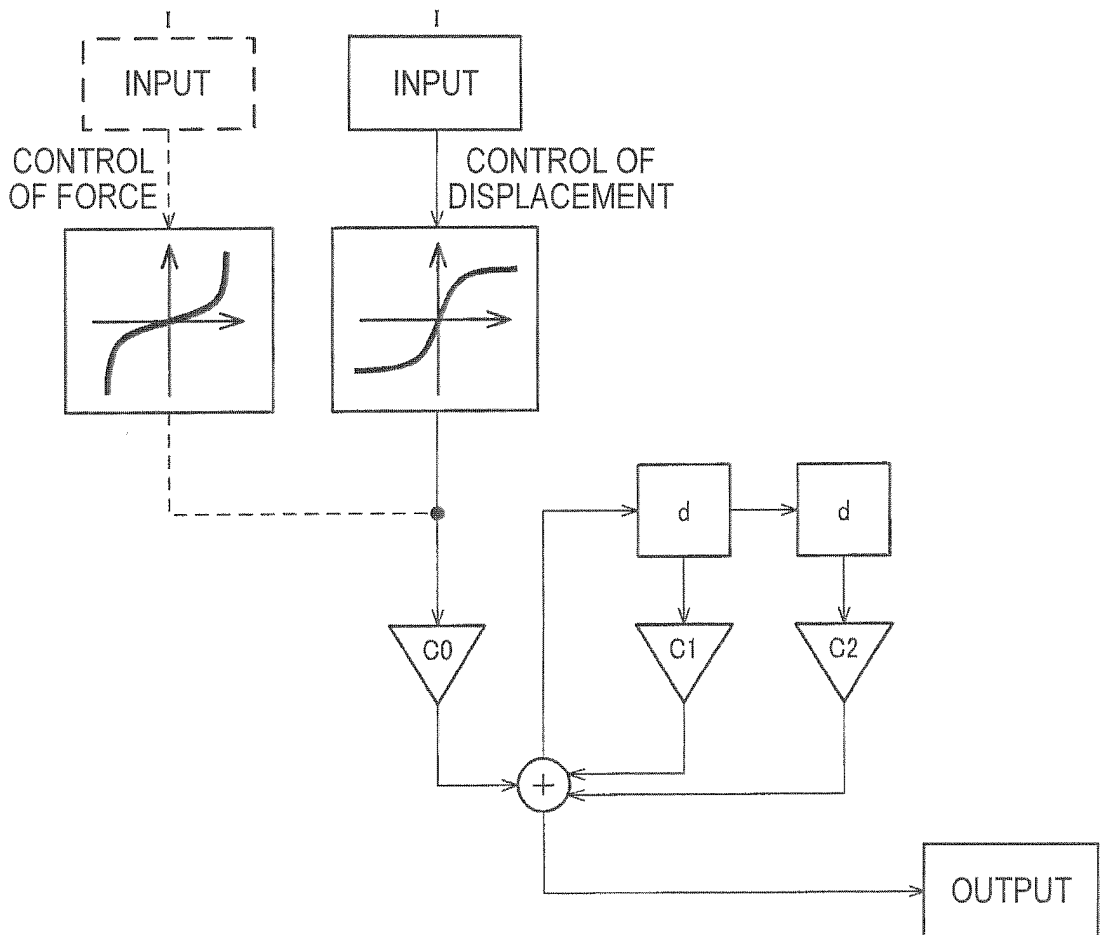 I
I
INPUT
INPUT
CONTROL
OF FORCE
CONTROL OF
DISPLACEMENT
d
d
C0
C1
C2
+
OUTPUT